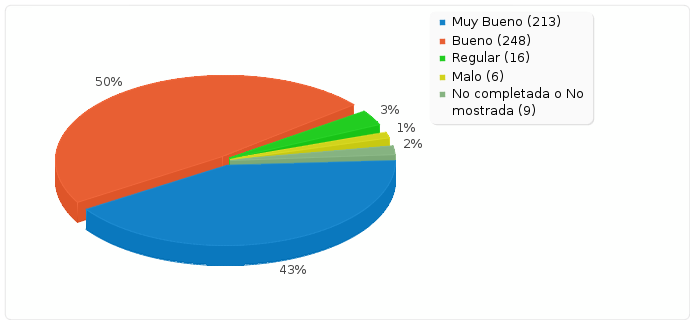 Muy Bueno (213)
Bueno (248)
Regular (16)
Malo (6)
No completada o No
mostrada (9)
50%
3%
1%
2%
43%